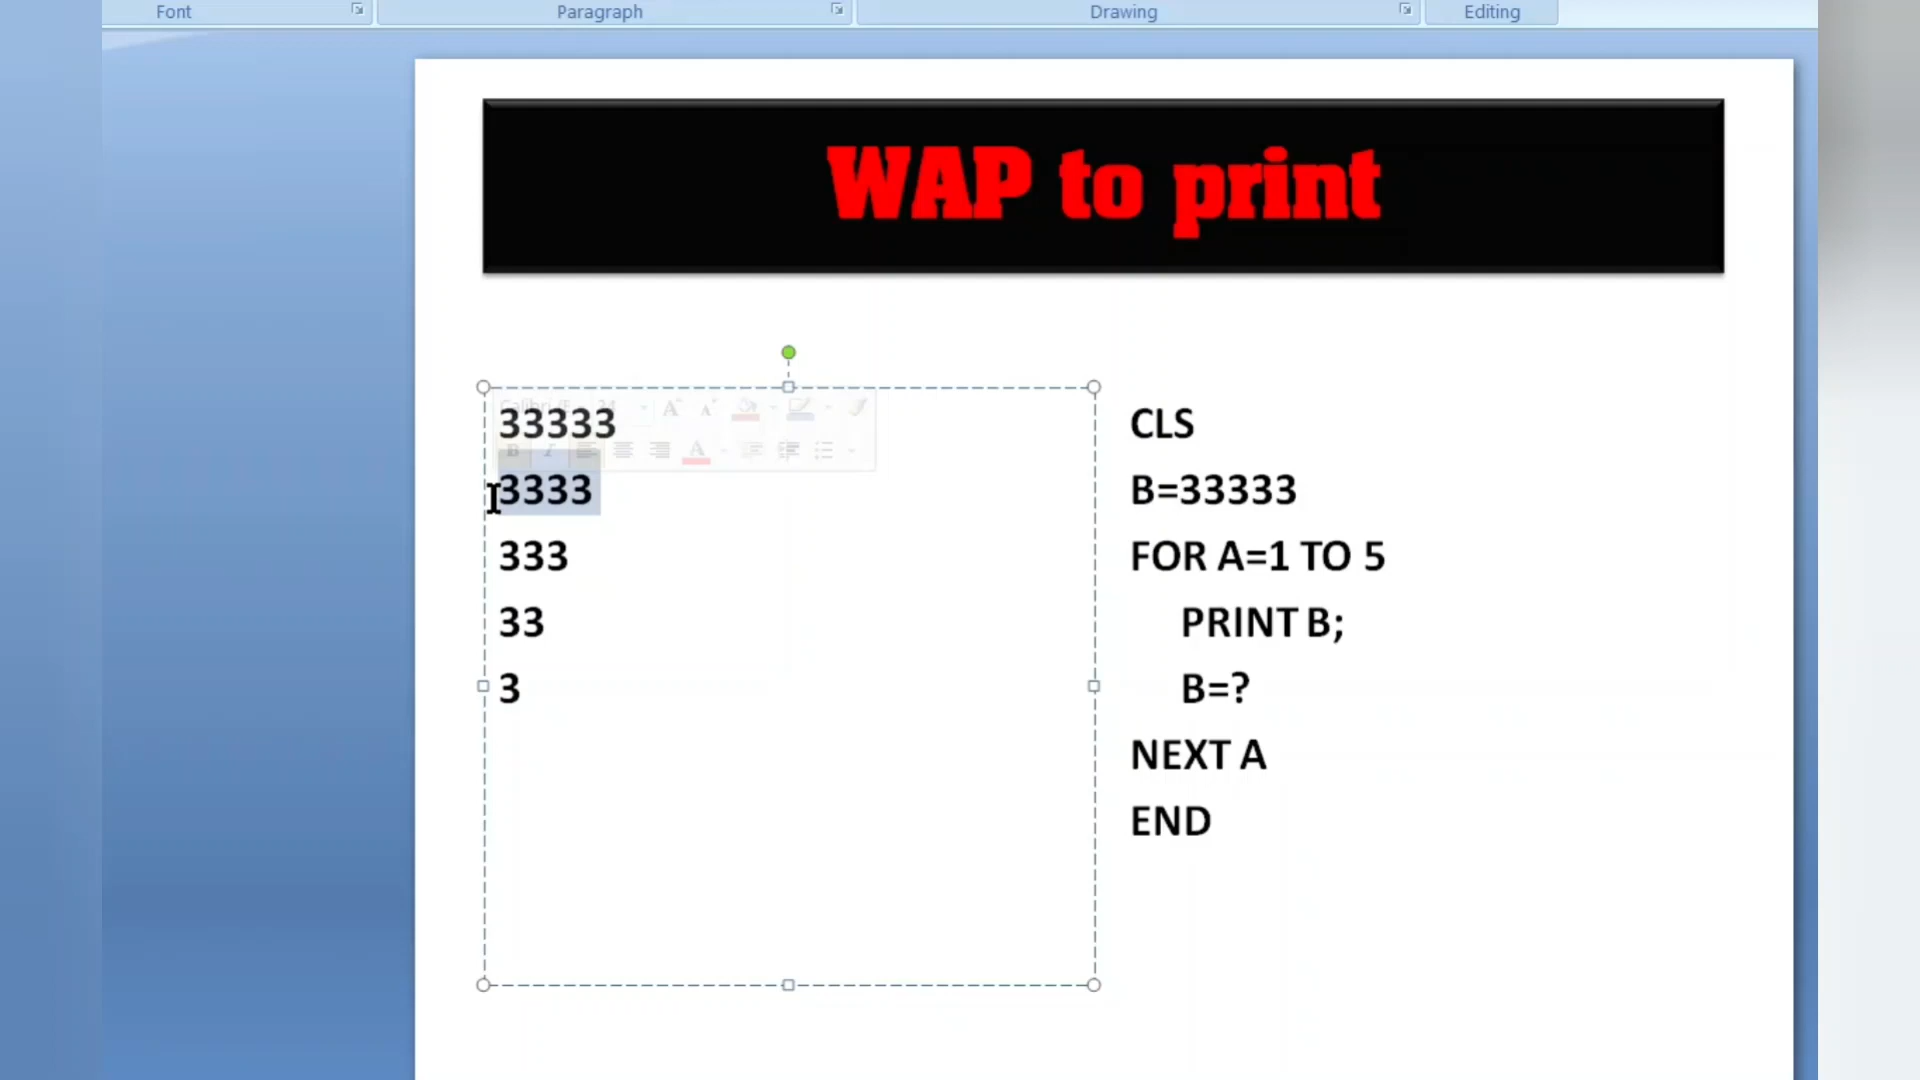 Font Paragraph Drawing Editing
WAP to print
33333
3333
333
33
3
CLS
B=33333
FOR A=1 TO 5
PRINT B;
B=?
NEXT A
END